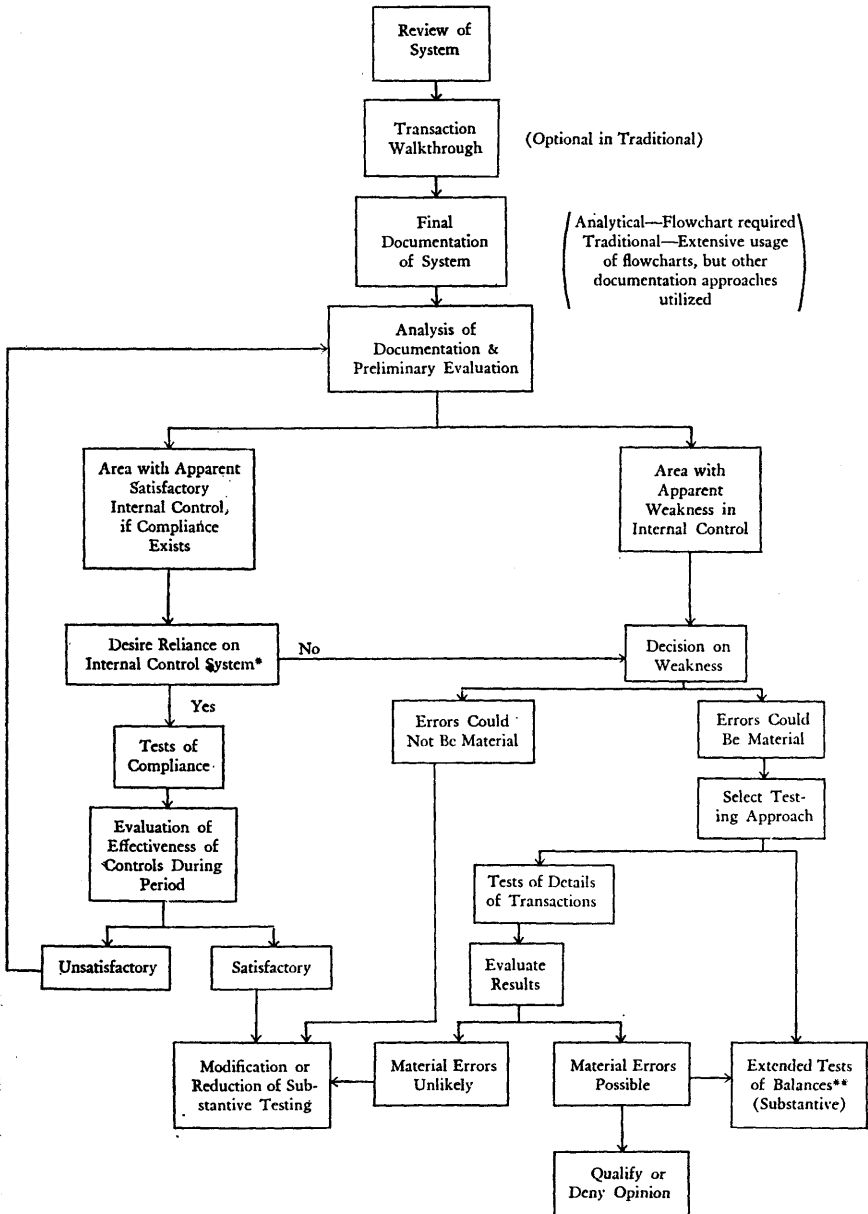 Review of
System
Transaction
Walkthrough
(Optional in Traditional)
Final
Documentation
of System
Analytical—Flowchart required
Traditional—Extensive usage
of flowcharts, but other
documentation approaches
utilized
Analysis of
Documentation &
Preliminary Evaluation
Area with Apparent
Satisfactory
Internal Control,
if Compliance
Exists
Area with
Apparent
Weakness in
Internal Control
Desire Reliance on
Internal Control System*
No
Decision on
Weakness
Yes
Errors Could
Not Be Material
Errors Could
Be Material
Tests of
Compliance
Select Test-
ing Approach
Evaluation of
Effectiveness of
Controls During
Period
Tests of Details
of Transactions
Unsatisfactory
Satisfactory
Evaluate
Results
Modification or
Reduction of Sub-
stantive Testing
Material Errors
Unlikely
Material Errors
Possible
Extended Tests
of Balances**
(Substantive)
Qualify or
Deny Opinion